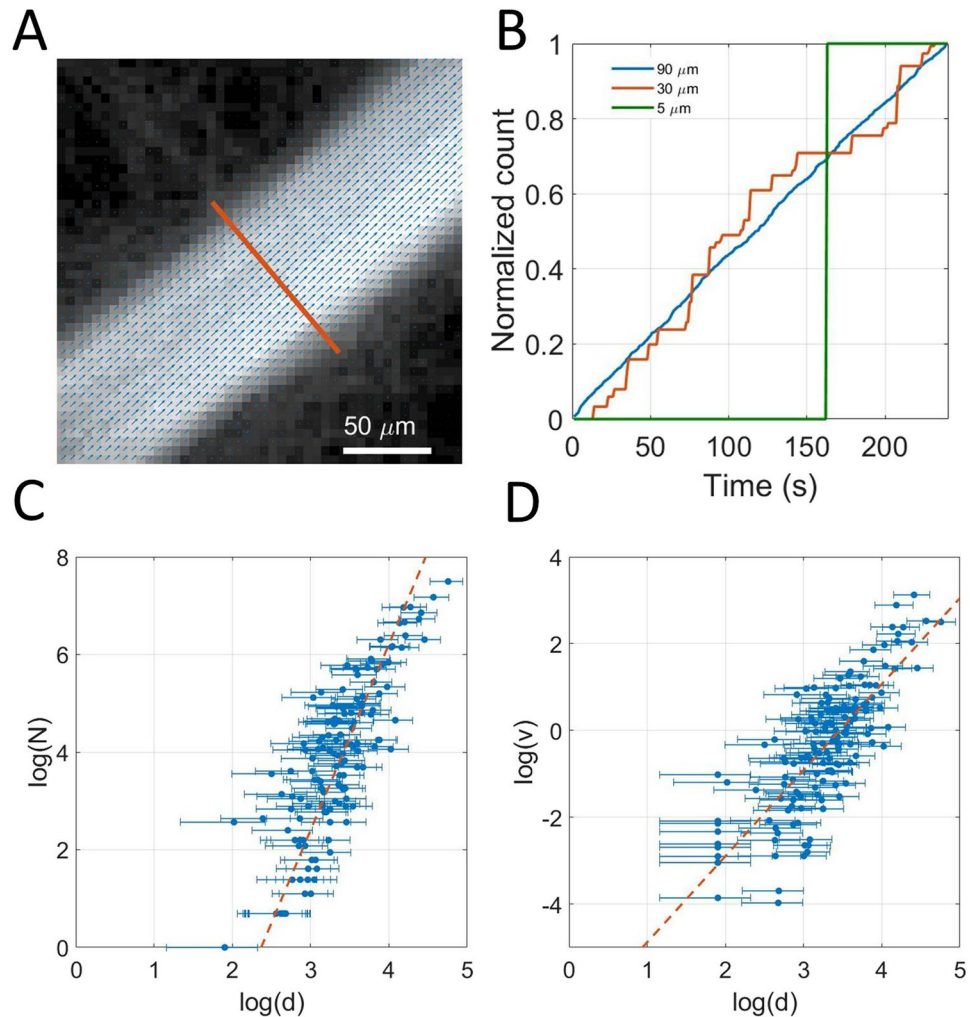 A
50 μm
B
Normalized count
1
0.8
0.6
0.4
0.2
0
90 μm
30 μm
5 μm
0 50 100 150 200
Time (s)
C
log(N)
8
6
4
2
0
0 1 2 3 4 5
log(d)
D
log(v)
4
2
0
-2
-4
0 1 2 3 4 5
log(d)